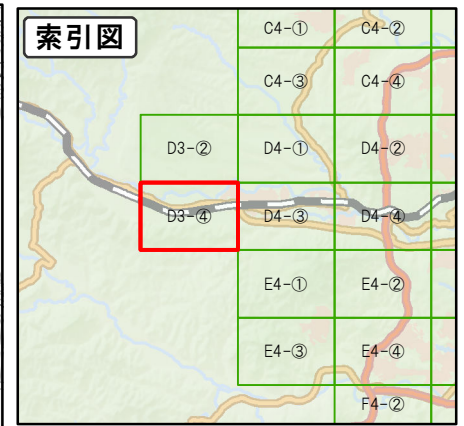 索引図
C4-① C4-②
C4-③ C4-④
D3-② D4-① D4-②
D3-④ D4-③ D4-④
E4-① E4-②
E4-③ E4-④
F4-②